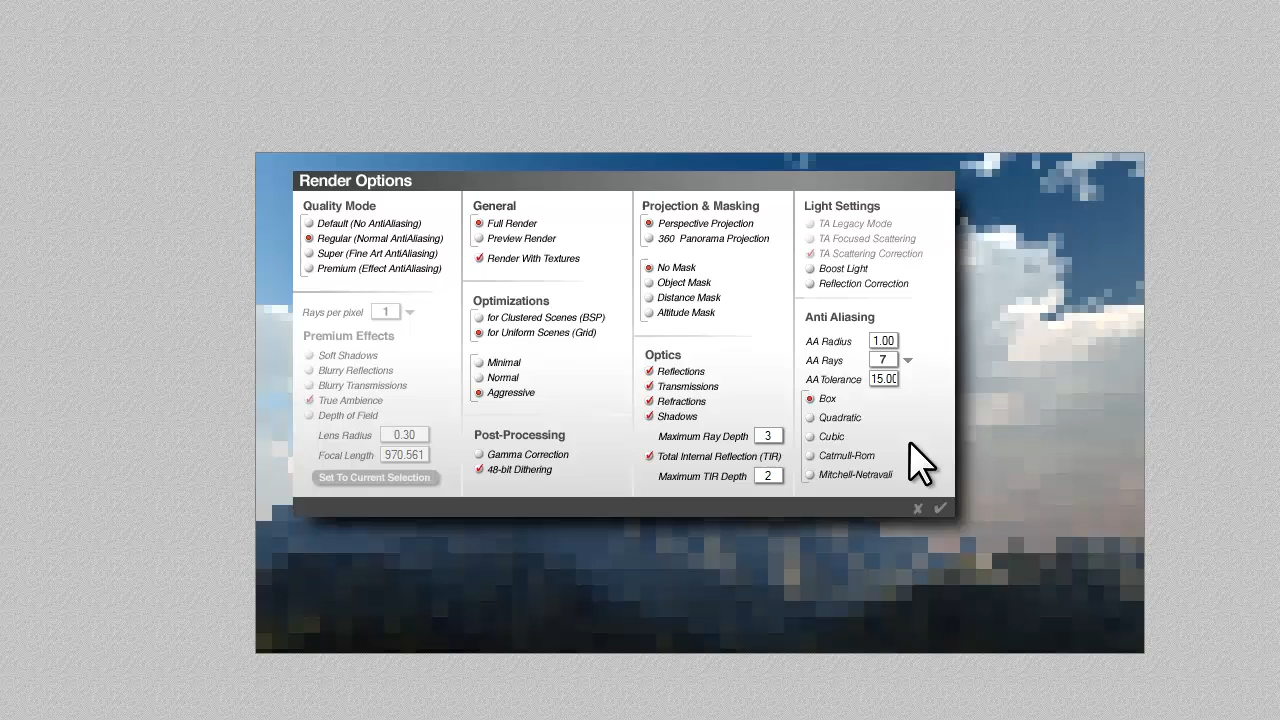 Render Options
Quality Mode
Default (No AntiAliasing)
Regular (Normal AntiAliasing)
Super (Fine Art AntiAliasing)
Premium (Effect AntiAliasing)
Rays per pixel 1
Premium Effects
Soft Shadows
Blurry Reflections
Blurry Transmissions
True Ambience
Depth of Field
Lens Radius 0.30
Focal Length 970.561
Set To Current Selection
General
Full Render
Preview Render
Render With Textures
Optimizations
for Clustered Scenes (BSP)
for Uniform Scenes (Grid)
Minimal
Normal
Aggressive
Post-Processing
Gamma Correction
48-bit Dithering
Projection & Masking
Perspective Projection
360 Panorama Projection
No Mask
Object Mask
Distance Mask
Altitude Mask
Optics
Reflections
Transmissions
Refractions
Shadows
Maximum Ray Depth 3
Total Internal Reflection (TIR)
Maximum TIR Depth 2
Light Settings
TA Legacy Mode
TA Focused Scattering
TA Scattering Correction
Boost Light
Reflection Correction
Anti Aliasing
AA Radius 1.00
AA Rays 7
AA Tolerance 15.00
Box
Quadratic
Cubic
Catmull-Rom
Mitchell-Netravali